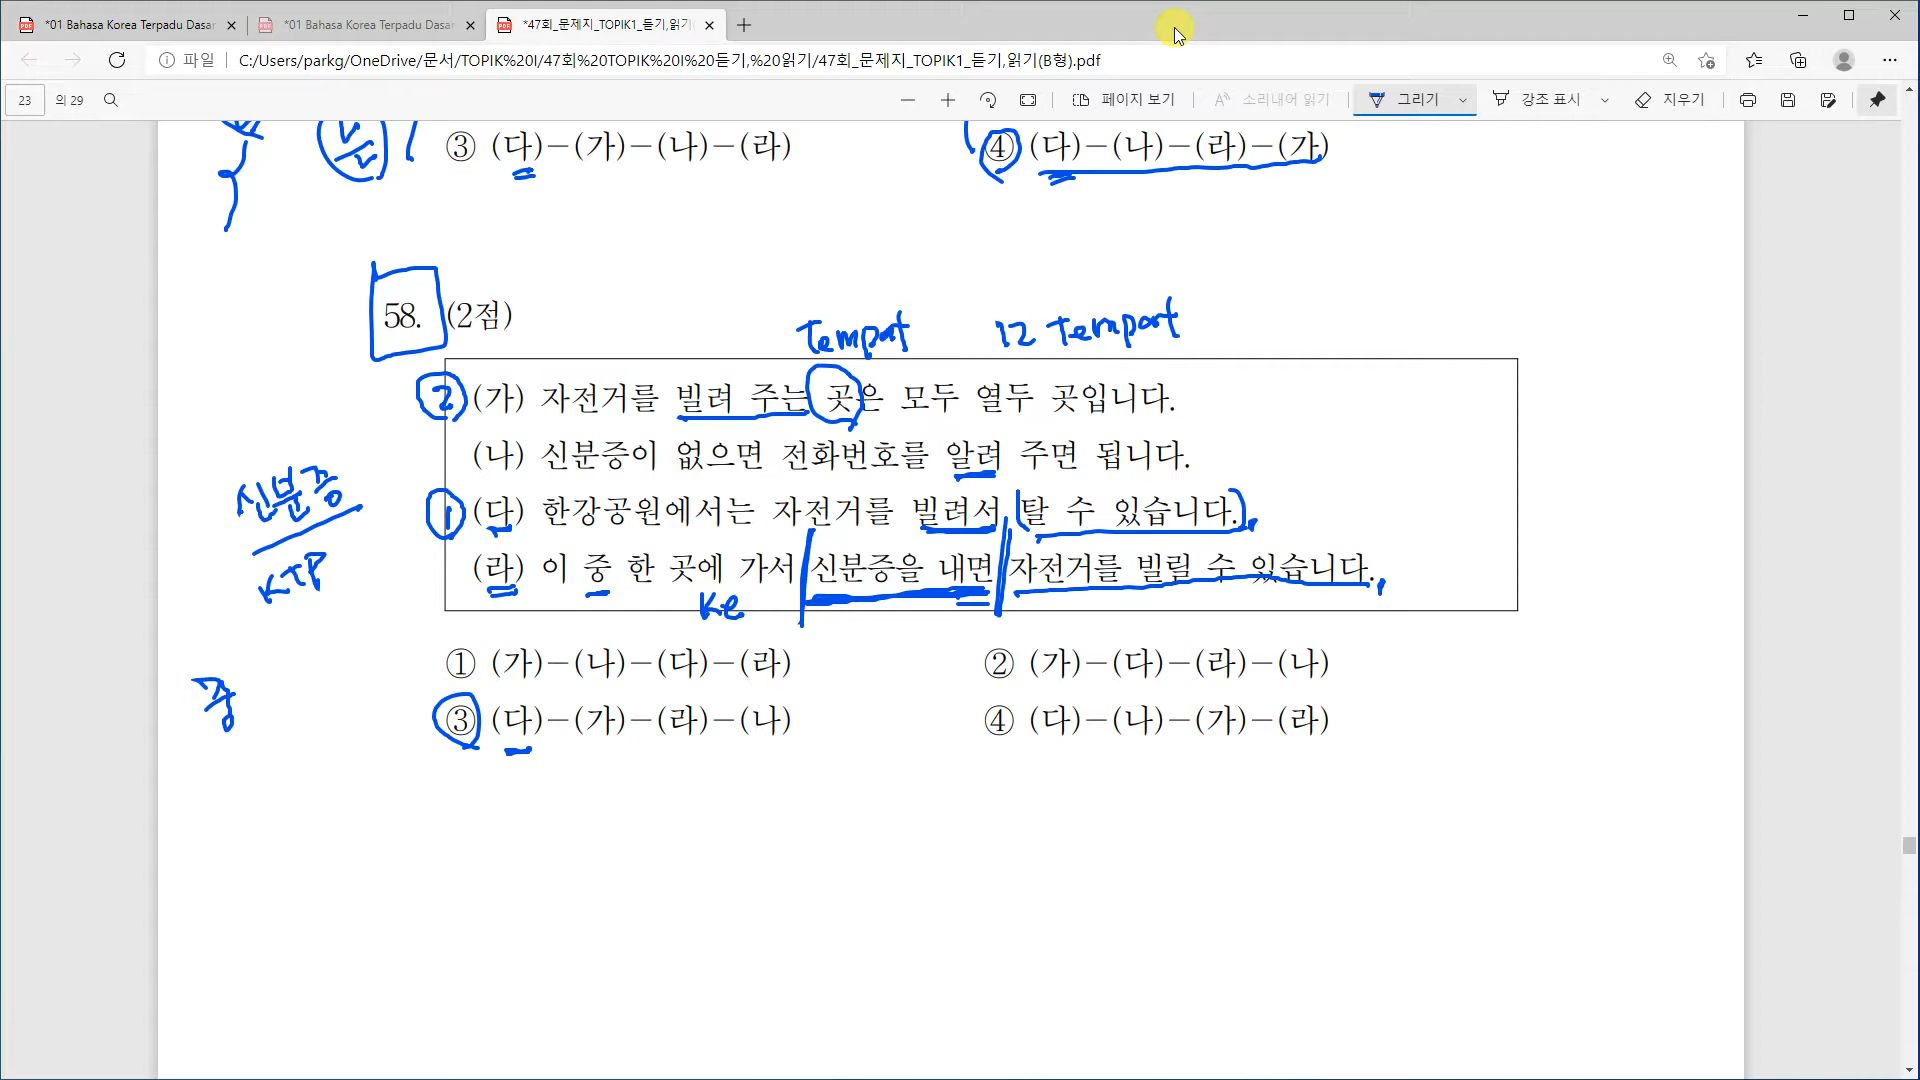 *01 Bahasa Korea Terpadu Dasar
*01 Bahasa Korea Terpadu Dasar
*47회_문제지_TOPIK1_듣기,읽기
파일 C:/Users/parkg/OneDrive/문서/TOPIK%20I/47회%20TOPIK%20I%20듣기,%20읽기/47회_문제지_TOPIK1_듣기,읽기(B형).pdf
23 의 29 페이지 보기 소리내어 읽기 그리기 강조 표시 지우기
③ (다)－(가)－(나)－(라) ④ (다)－(나)－(라)－(가)
58. (2점)
Tempat 12 Tempat
2 (가) 자전거를 빌려 주는 곳은 모두 열두 곳입니다.
(나) 신분증이 없으면 전화번호를 알려 주면 됩니다.
신분증
1 (다) 한강공원에서는 자전거를 빌려서 탈 수 있습니다.
KTP
(라) 이 중 한 곳에 가서 신분증을 내면 자전거를 빌릴 수 있습니다.
Ke
① (가)－(나)－(다)－(라) ② (가)－(다)－(라)－(나)
중
③ (다)－(가)－(라)－(나) ④ (다)－(나)－(가)－(라)